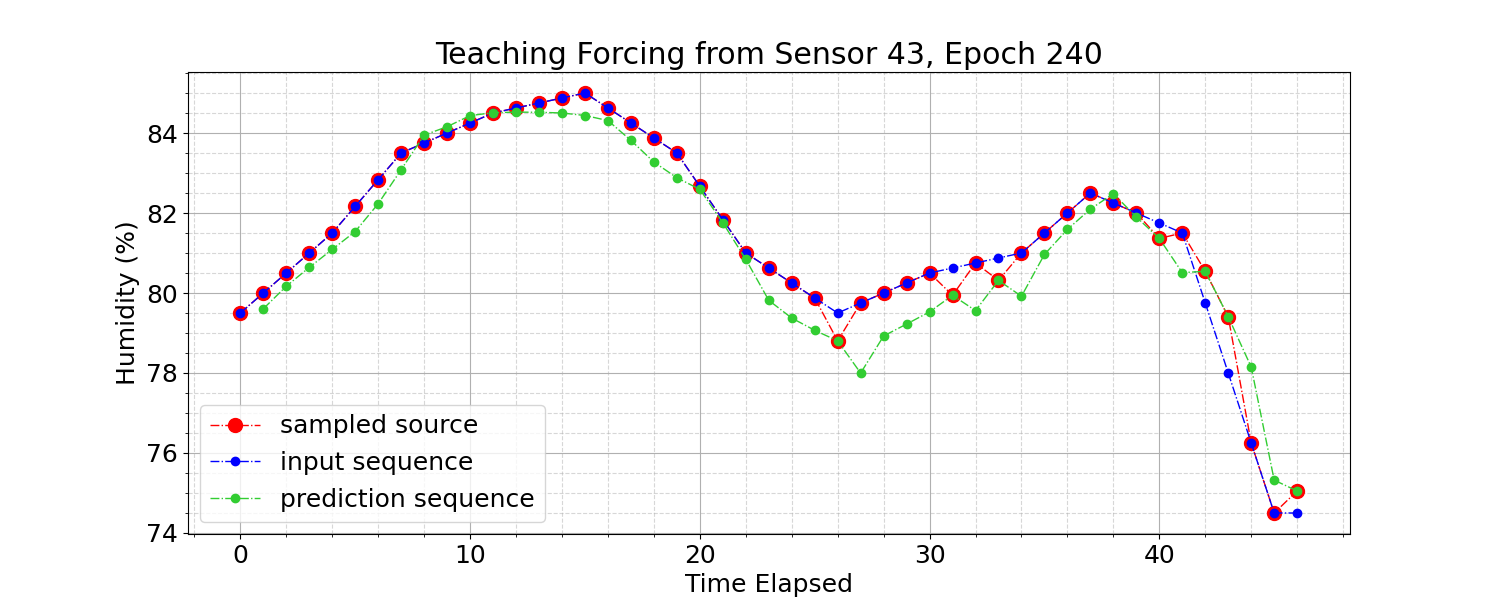 Teaching Forcing from Sensor 43, Epoch 240
Humidity (%)
84
82
80
78
76
74
sampled source
input sequence
prediction sequence
0 10 20 30 40
Time Elapsed